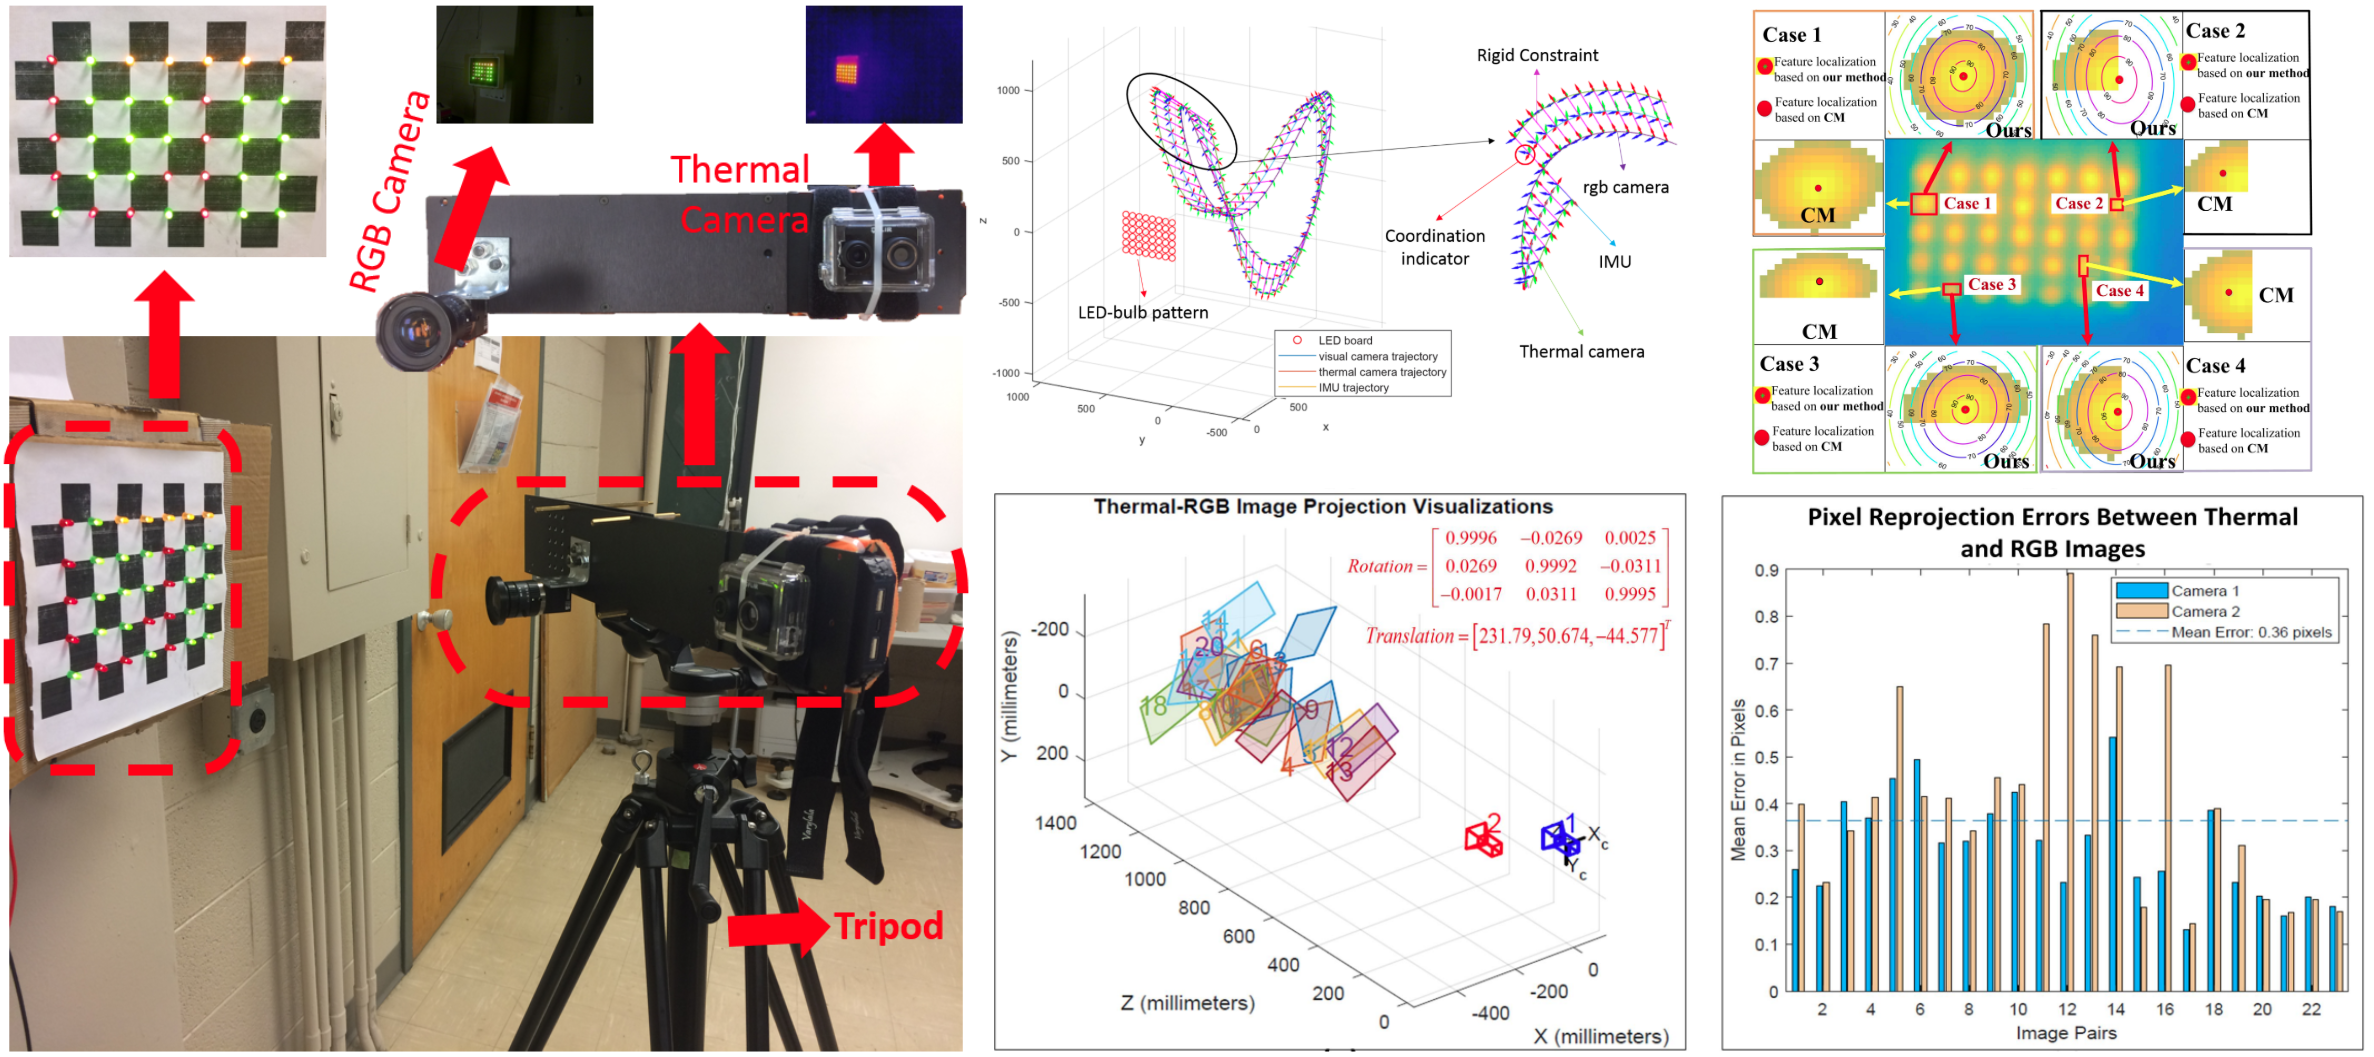 RGB Camera
Thermal
Camera
Tripod
Varylala
Varylala
1000
500
0
-500
-1000
z
1000
500
0
-500
y
0
500
x
LED-bulb pattern
Rigid Constraint
rgb camera
Coordination
indicator
IMU
Thermal camera
LED board
visual camera trajectory
thermal camera trajectory
IMU trajectory
Case 1
Feature localization
based on our method
Feature localization
based on CM
Ours
CM
Case 2
Feature localization
based on our method
Feature localization
based on CM
Ours
CM
Case 1
Case 2
Case 3
Case 4
CM
Case 3
Feature localization
based on our method
Feature localization
based on CM
Ours
CM
Case 4
Feature localization
based on our method
Feature localization
based on CM
Ours
Thermal-RGB Image Projection Visualizations
Rotation = [0.9996 −0.0269 0.0025
0.0269 0.9992 −0.0311
−0.0017 0.0311 0.9995]
Translation = [231.79,50.674,−44.577]ᵀ
Y (millimeters)
-200
0
200
1400
1200
1000
800
600
400
200
0
Z (millimeters)
-400
-200
0
X (millimeters)
14
20
18
9
12
13
4
8
6
2
1
Xc
Yc
Pixel Reprojection Errors Between Thermal
and RGB Images
Camera 1
Camera 2
Mean Error: 0.36 pixels
Mean Error in Pixels
0.9
0.8
0.7
0.6
0.5
0.4
0.3
0.2
0.1
0
2 4 6 8 10 12 14 16 18 20 22
Image Pairs